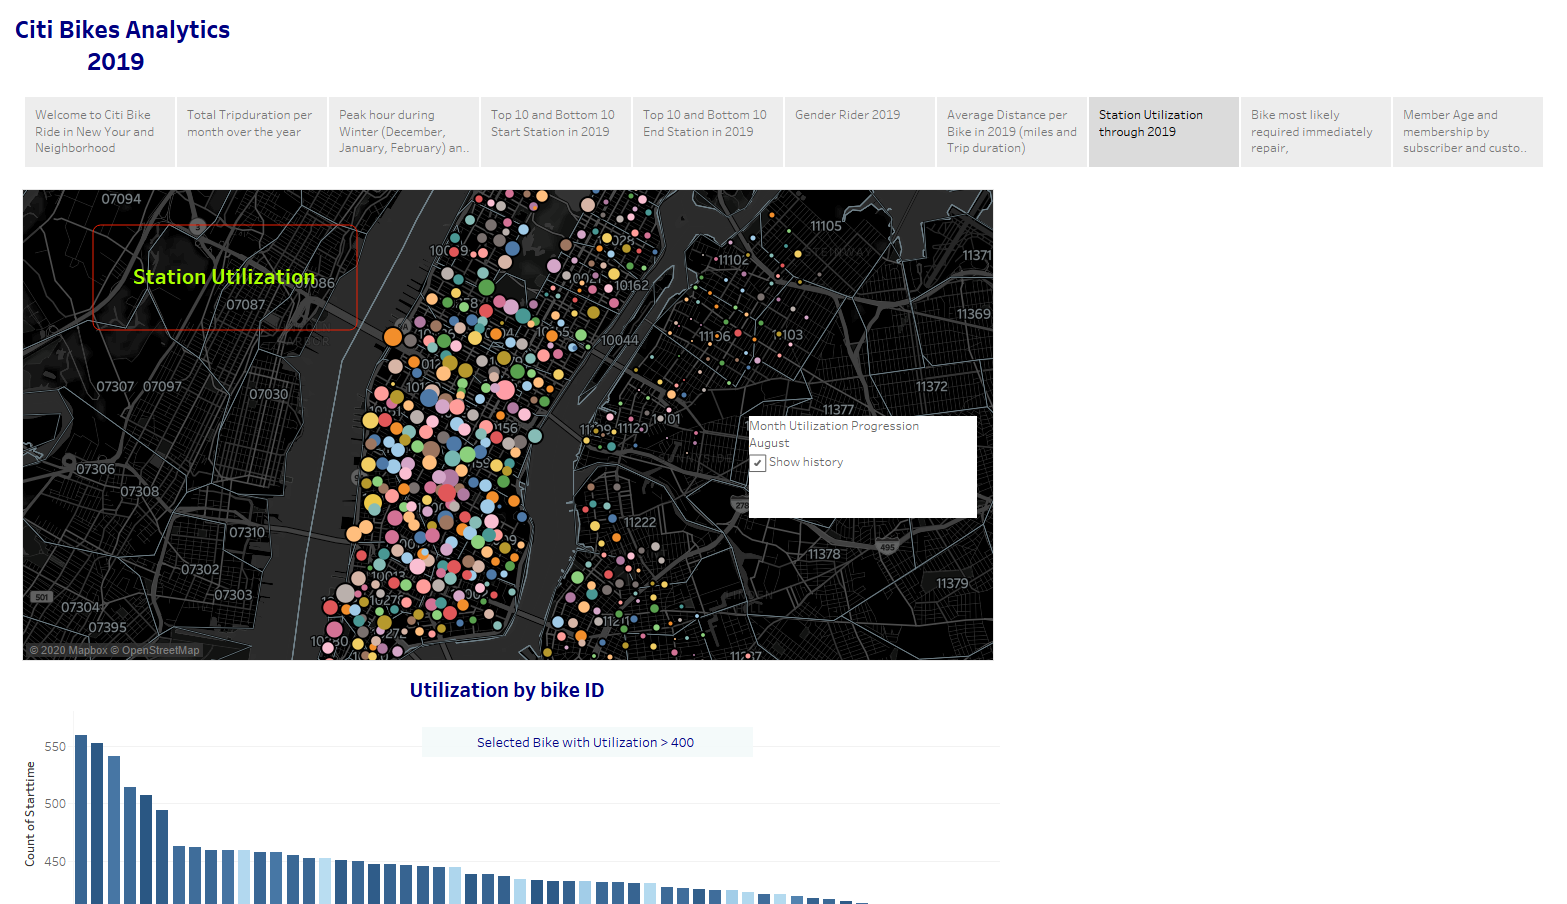 Citi Bikes Analytics
2019
Welcome to Citi Bike
Ride in New Your and
Neighborhood
Total Tripduration per
month over the year
Peak hour during
Winter (December,
January, February) an..
Top 10 and Bottom 10
Start Station in 2019
Top 10 and Bottom 10
End Station in 2019
Gender Rider 2019
Average Distance per
Bike in 2019 (miles and
Trip duration)
Station Utilization
through 2019
Bike most likely
required immediately
repair,
Member Age and
membership by
subscriber and custo..
07094
11105
11371
11102
Station Utilization
07087
10162
11369
11106
10044
07307
07097
07030
11372
11377
11101
Month Utilization Progression
August
Show history
07306
07308
278
11222
07310
495
11378
07302
11379
07303
501
07304
07395
© 2020 Mapbox © OpenStreetMap
Utilization by bike ID
Selected Bike with Utilization > 400
Count of Starttime
550
500
450